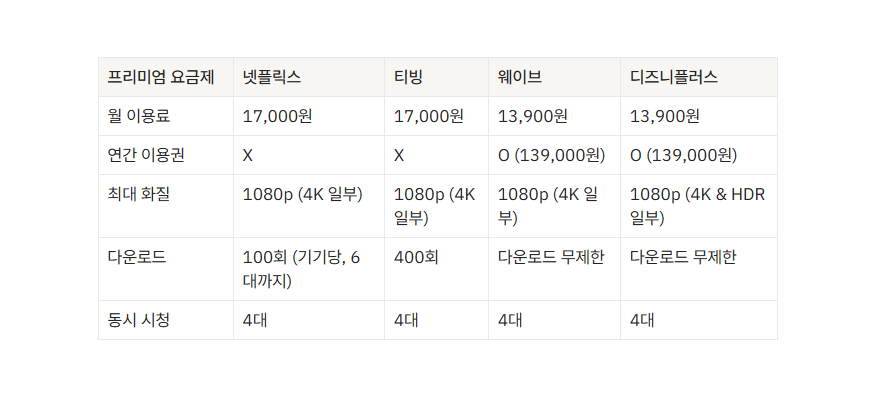 프리미엄 요금제 넷플릭스 티빙 웨이브 디즈니플러스
월 이용료 17,000원 17,000원 13,900원 13,900원
연간 이용권 X X O (139,000원) O (139,000원)
최대 화질 1080p (4K 일부) 1080p (4K 1080p (4K 일 1080p (4K & HDR
일부) 부) 일부)
다운로드 100회 (기기당, 6 400회 다운로드 무제한 다운로드 무제한
대까지)
동시 시청 4대 4대 4대 4대